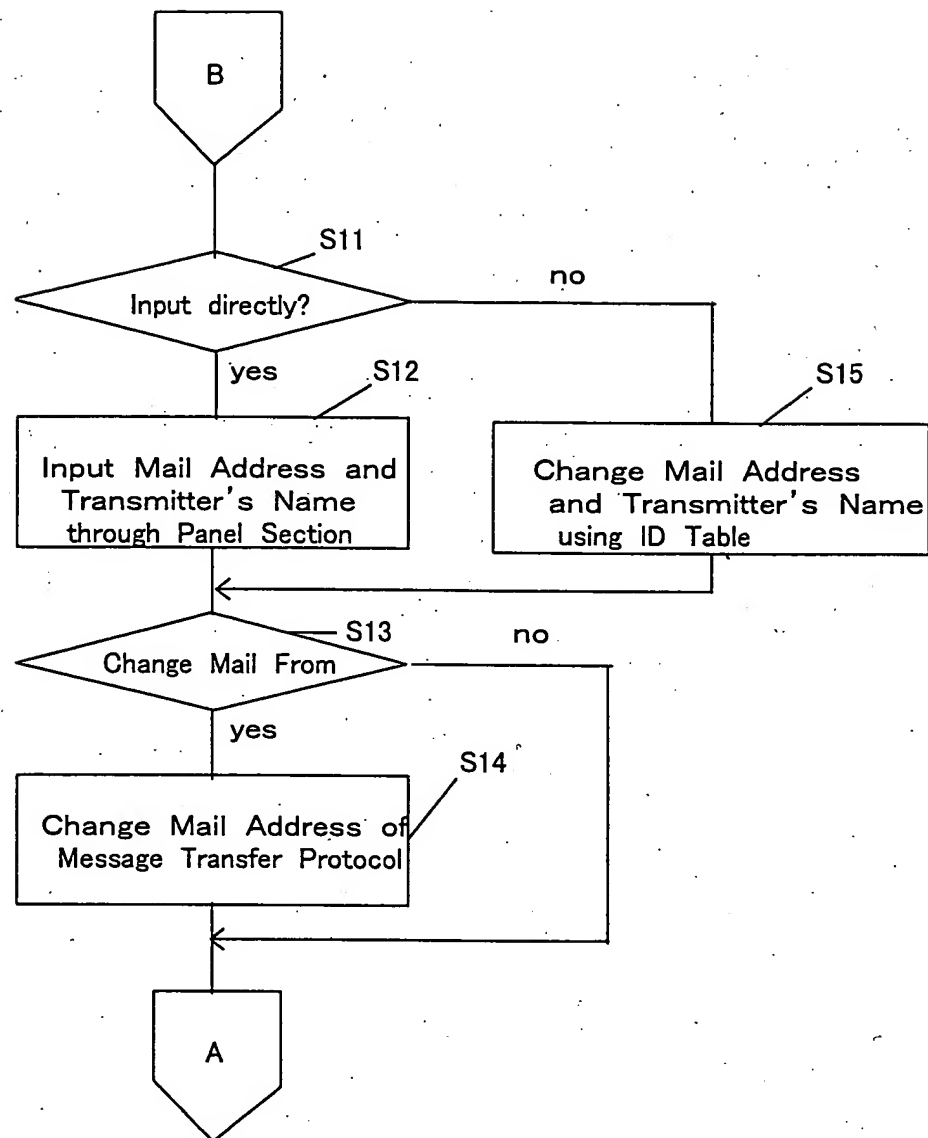 B
S11
Input directly?
no
yes
S12
S15
Input Mail Address and
Transmitter's Name
through Panel Section
Change Mail Address
and Transmitter's Name
using ID Table
S13
Change Mail From
no
yes
S14
Change Mail Address of
Message Transfer Protocol
A